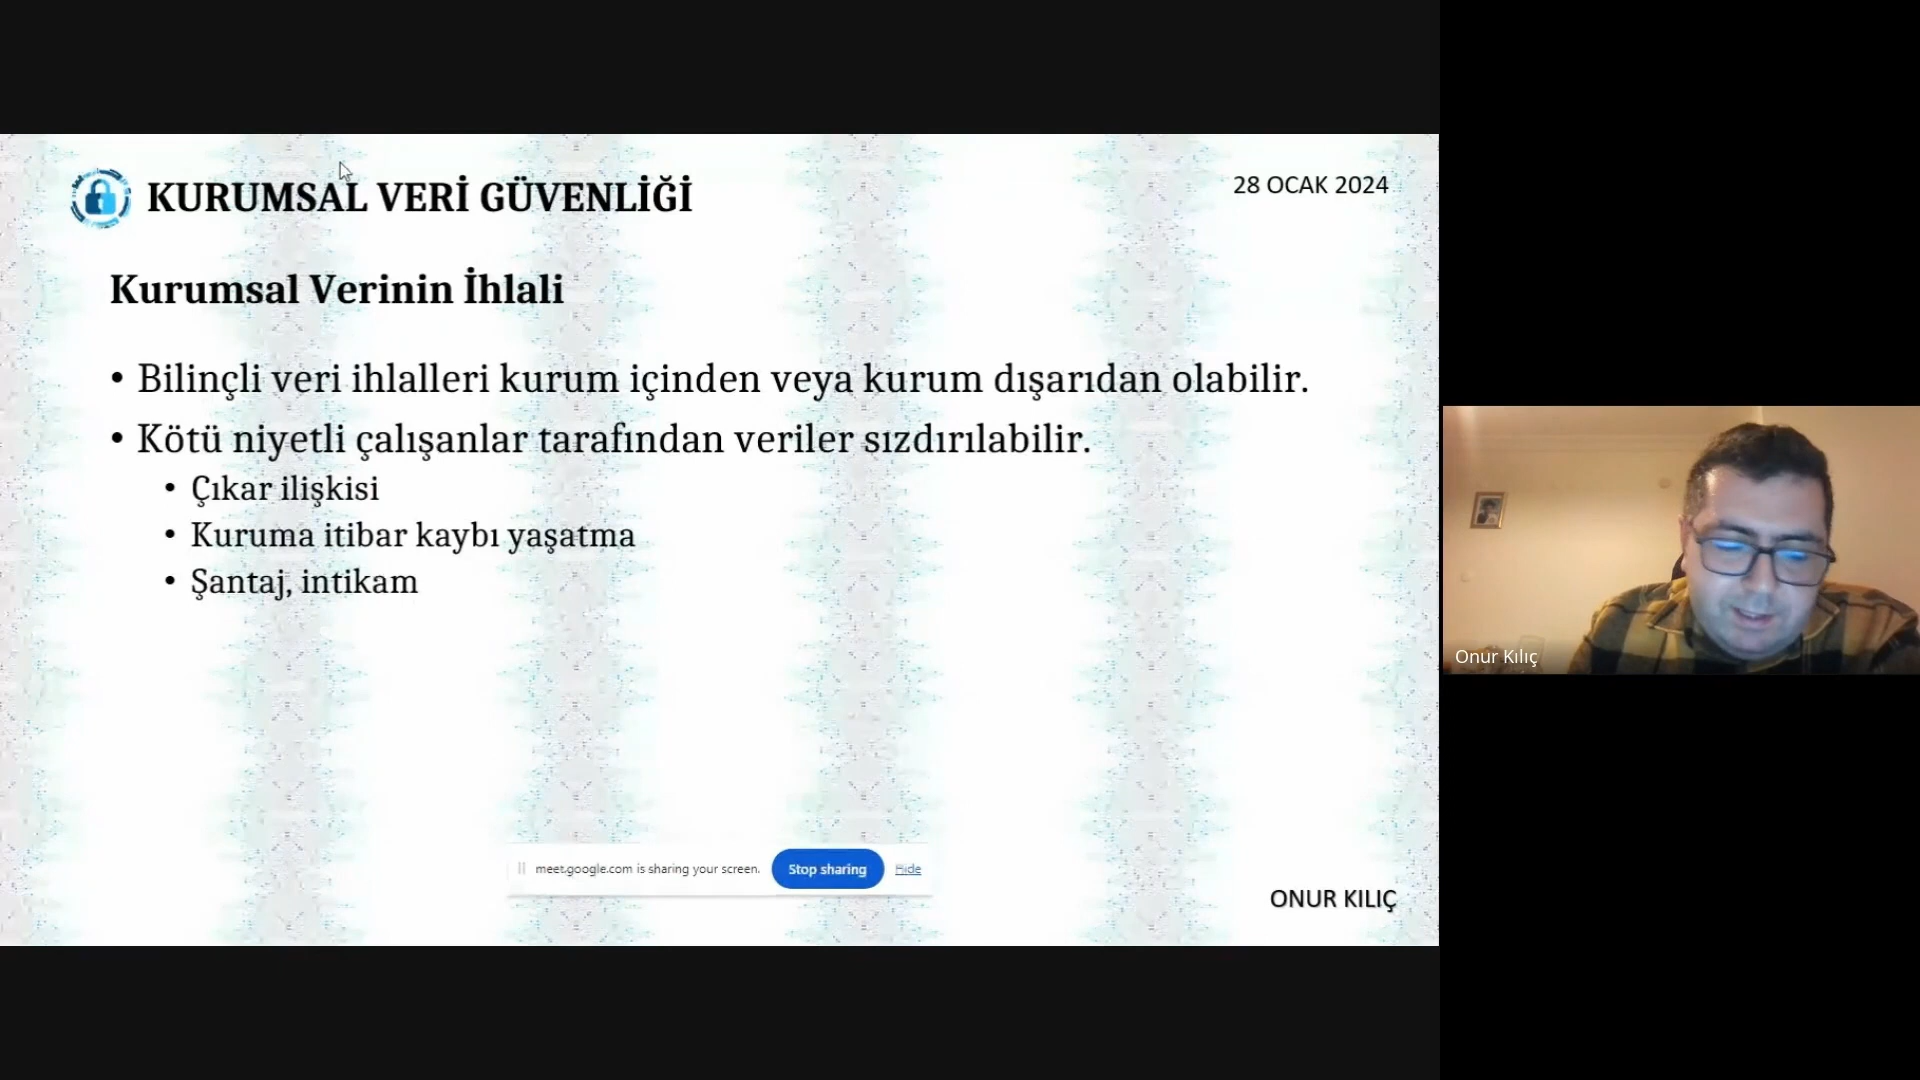 KURUMSAL VERİ GÜVENLİĞİ
28 OCAK 2024
Kurumsal Verinin İhlali
• Bilinçli veri ihlalleri kurum içinden veya kurum dışarıdan olabilir.
• Kötü niyetli çalışanlar tarafından veriler sızdırılabilir.
• Çıkar ilişkisi
• Kuruma itibar kaybı yaşatma
• Şantaj, intikam
meet.google.com is sharing your screen. Stop sharing Hide
ONUR KILIÇ
Onur Kılıç